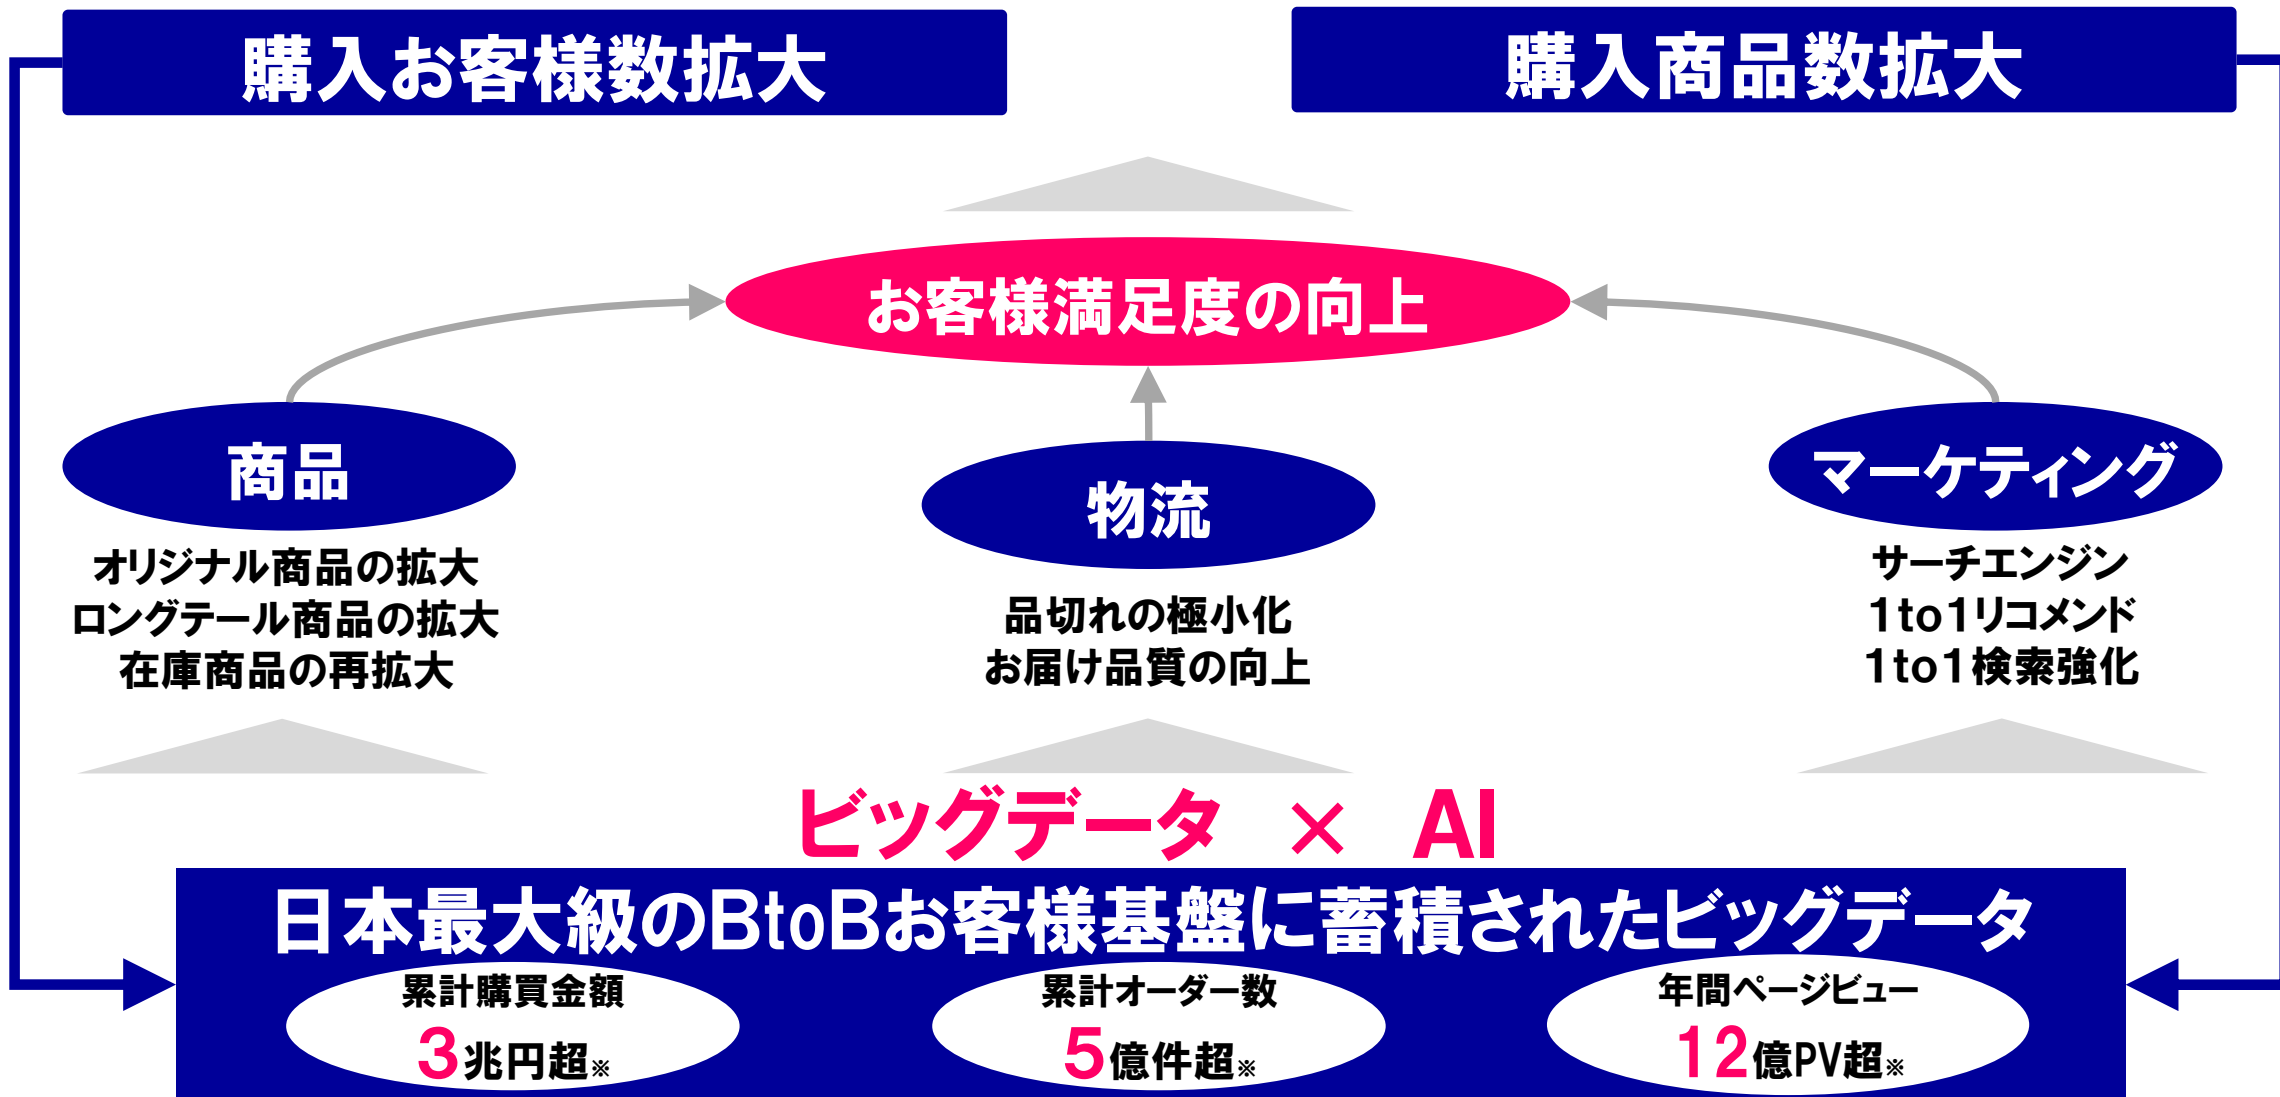 購入お客様数拡大
購入商品数拡大
お客様満足度の向上
商品
オリジナル商品の拡大
ロングテール商品の拡大
在庫商品の再拡大
物流
品切れの極小化
お届け品質の向上
マーケティング
サーチエンジン
1to1リコメンド
1to1検索強化
ビッグデータ × AI
日本最大級のBtoBお客様基盤に蓄積されたビッグデータ
累計購買金額
3兆円超※
累計オーダー数
5億件超※
年間ページビュー
12億PV超※